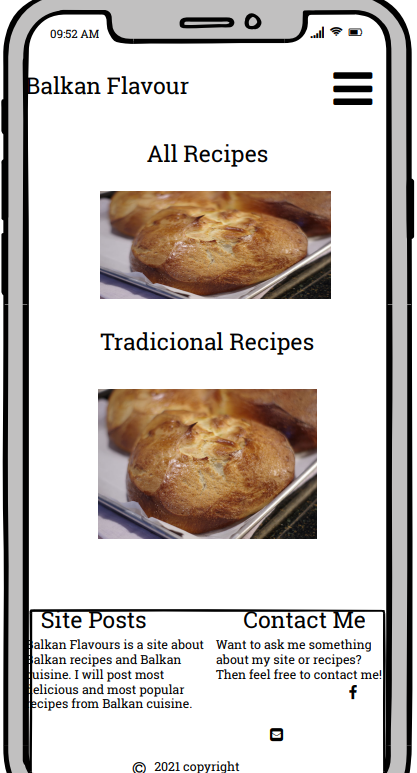 09:52 AM
Balkan Flavour
All Recipes
Tradicional Recipes
Site Posts
Balkan Flavours is a site about
Balkan recipes and Balkan
cuisine. I will post most
delicious and most popular
recipes from Balkan cuisine.
Contact Me
Want to ask me something
about my site or recipes?
Then feel free to contact me!
© 2021 copyright